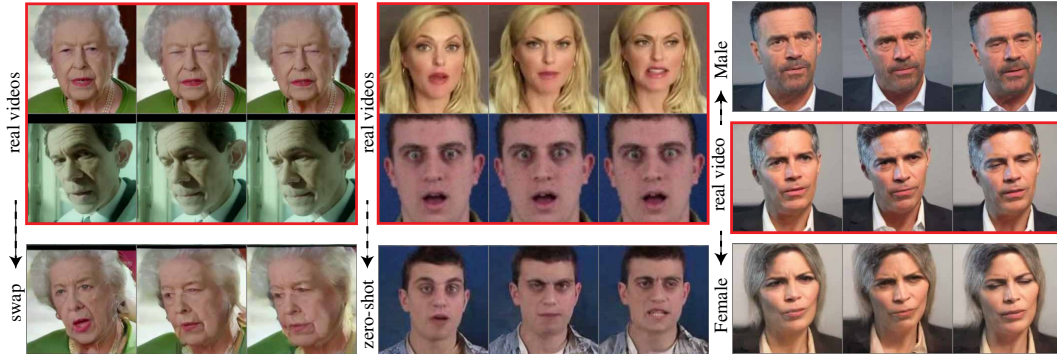 real videos
swap
real videos
zero-shot
Male
real video
Female